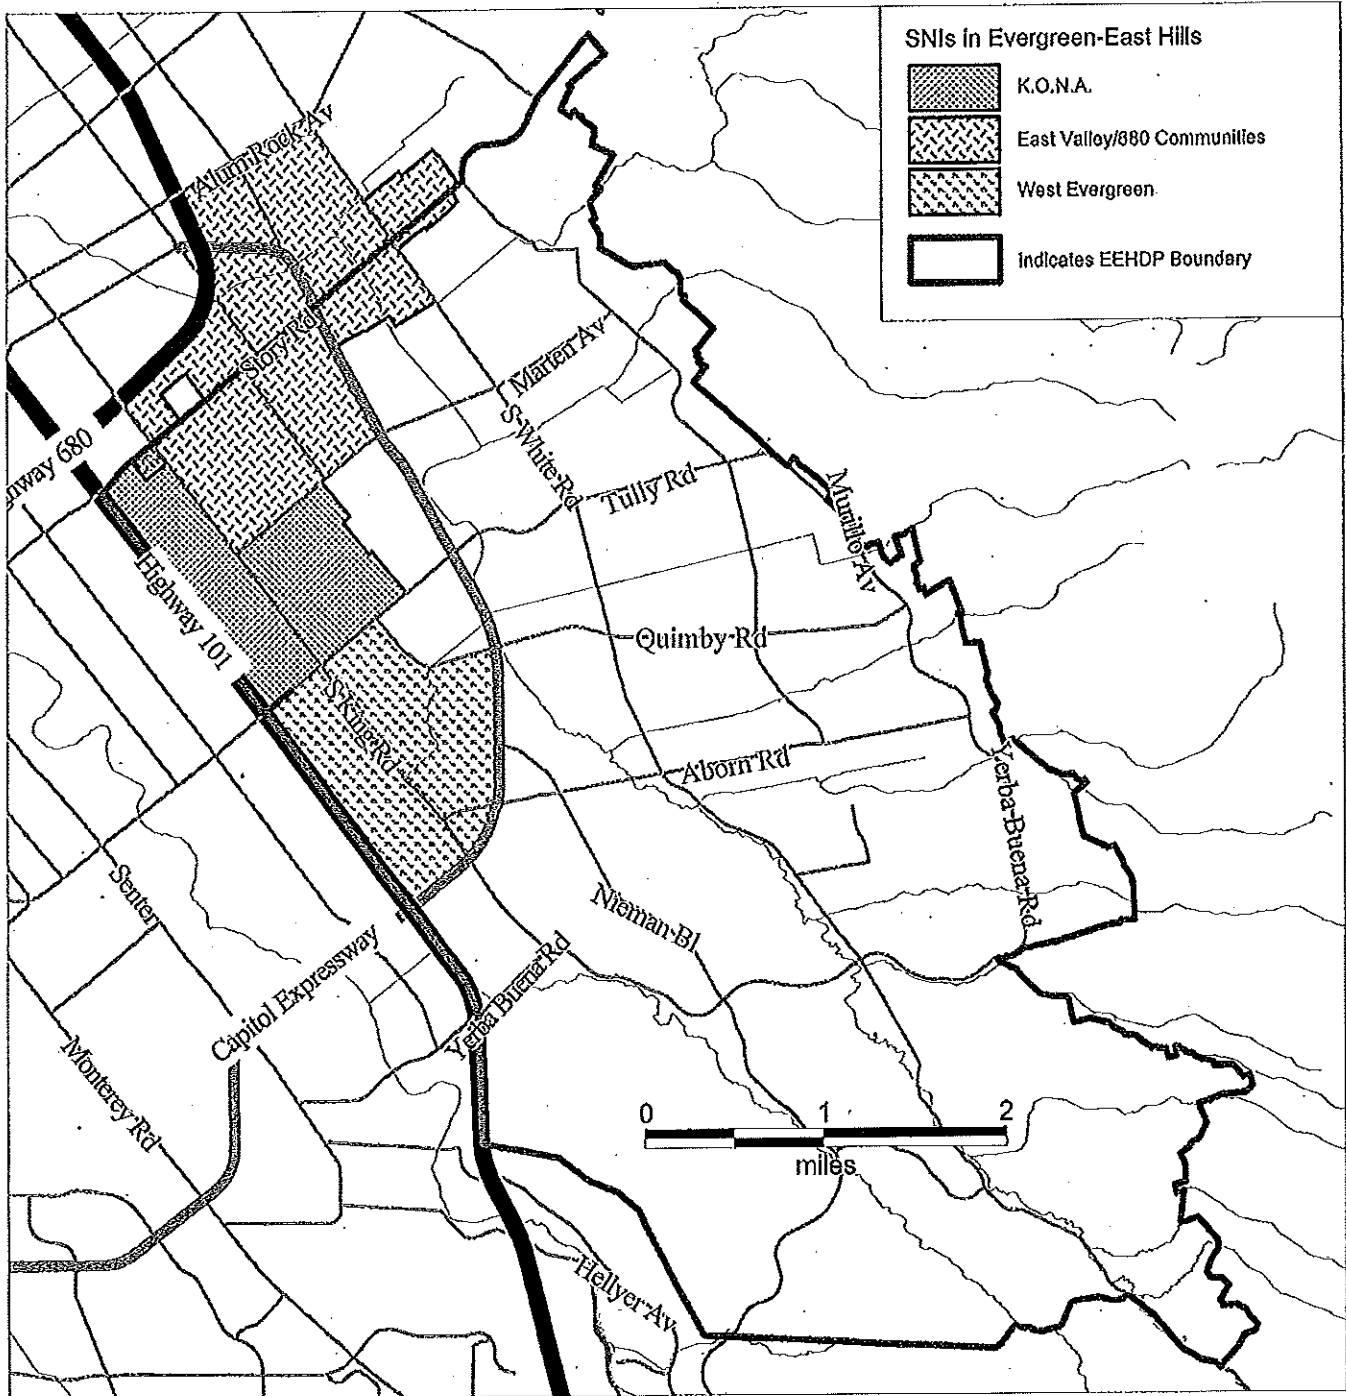 SNIs in Evergreen-East Hills
K.O.N.A.
East Valley/680 Communities
West Evergreen
indicates EEHDP Boundary
Alum Rock Av
Story Rd
Marten Av
S White Rd
Tully Rd
Murillo Av
Highway 101
Quimby Rd
S King Rd
Aborn Rd
Yerba Buena Rd
Senter
Nieman Bl
Capitol Expressway
Yerba Buena Rd
Monterey Rd
0 1 2
miles
Hellyer Av
ghway 680